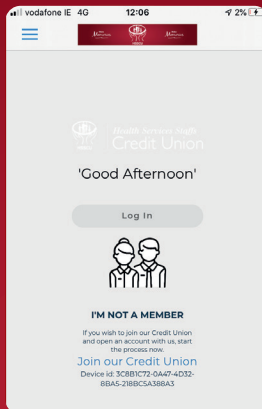 vodafone IE 4G 12:06 2%
Health Services Staffs
Credit Union
'Good Afternoon'
Log In
I'M NOT A MEMBER
If you wish to join our Credit Union
and open an account with us, start
the process now.
Join our Credit Union
Device id: 3C8B1C72-0A47-4D32-
8BA5-218BC5A388A3